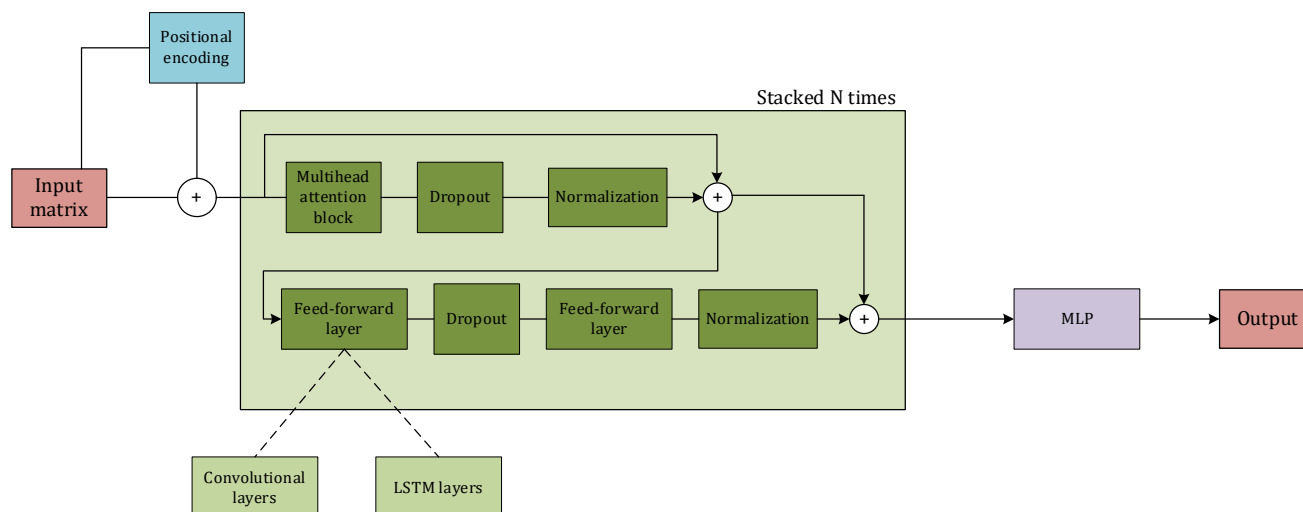 Positional
encoding
Stacked N times
Input
matrix
+
Multihead
attention
block
Dropout
Normalization
+
Feed-forward
layer
Dropout
Feed-forward
layer
Normalization
+
MLP
Output
Convolutional
layers
LSTM layers